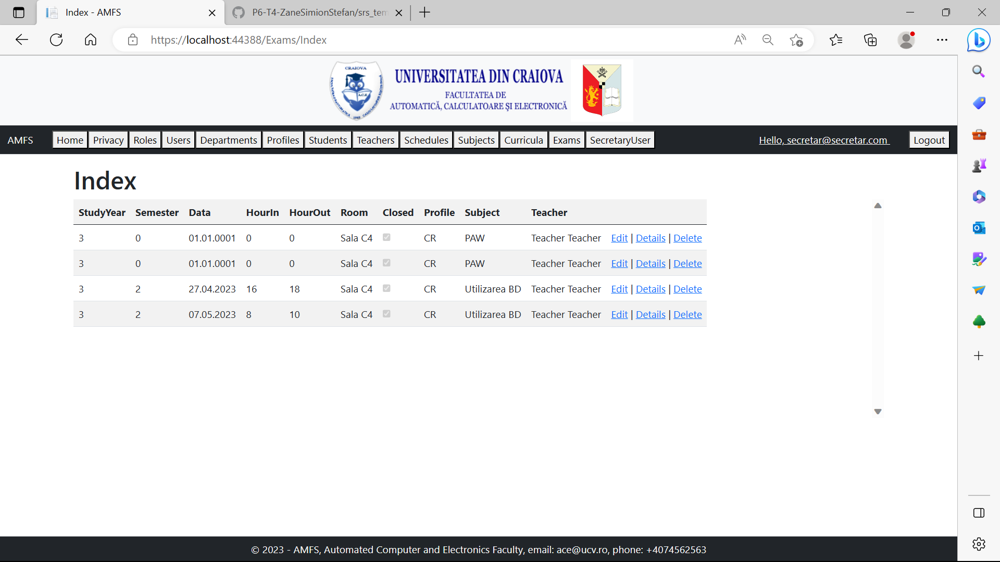 Index - AMFS
P6-T4-ZaneSimionStefan/srs_tem
https://localhost:44388/Exams/Index
CRAIOVA
A.C.E
UNIVERSITATEA DIN CRAIOVA
FACULTATEA DE
AUTOMATICĂ, CALCULATOARE ȘI ELECTRONICĂ
AMFS Home Privacy Roles Users Departments Profiles Students Teachers Schedules Subjects Curricula Exams SecretaryUser Hello, secretar@secretar.com Logout
Index
StudyYear Semester Data HourIn HourOut Room Closed Profile Subject Teacher
3 0 01.01.0001 0 0 Sala C4 CR PAW Teacher Teacher Edit | Details | Delete
3 0 01.01.0001 0 0 Sala C4 CR PAW Teacher Teacher Edit | Details | Delete
3 2 27.04.2023 16 18 Sala C4 CR Utilizarea BD Teacher Teacher Edit | Details | Delete
3 2 07.05.2023 8 10 Sala C4 CR Utilizarea BD Teacher Teacher Edit | Details | Delete
© 2023 - AMFS, Automated Computer and Electronics Faculty, email: ace@ucv.ro, phone: +4074562563